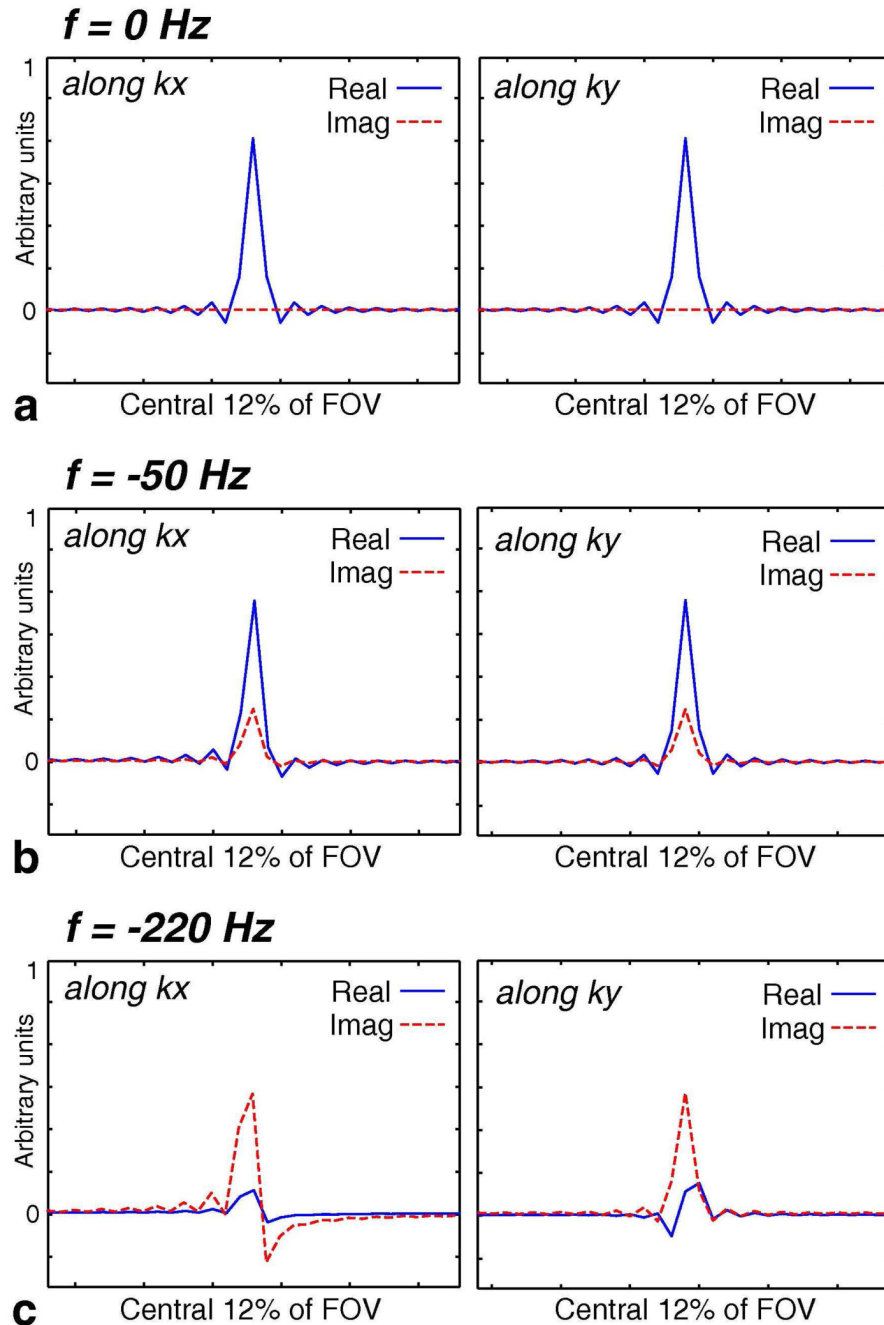 f = 0 Hz
1
along kx
Real
Imag
along ky
Real
Imag
Arbitrary units
0
a
Central 12% of FOV
Central 12% of FOV
f = -50 Hz
1
along kx
Real
Imag
along ky
Real
Imag
Arbitrary units
0
b
Central 12% of FOV
Central 12% of FOV
f = -220 Hz
1
along kx
Real
Imag
along ky
Real
Imag
Arbitrary units
0
c
Central 12% of FOV
Central 12% of FOV